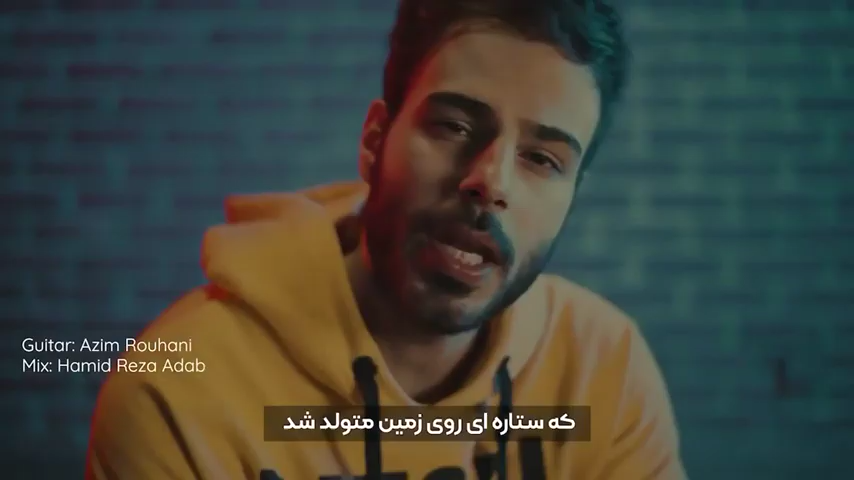 Guitar: Azim Rouhani
Mix: Hamid Reza Adab
که ستاره ای روی زمین متولد شد